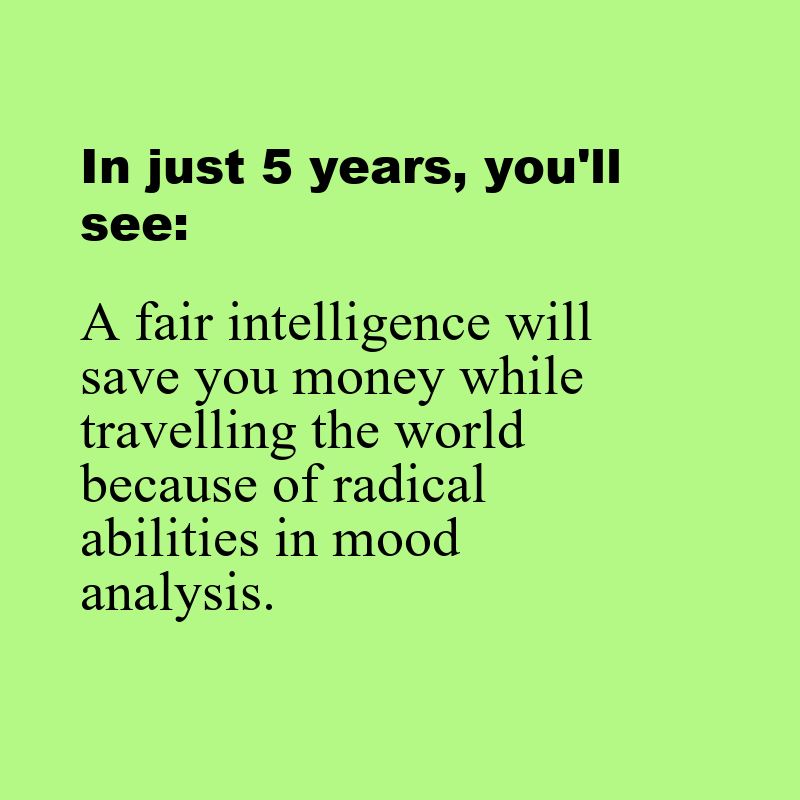 In just 5 years, you'll
see:
A fair intelligence will
save you money while
travelling the world
because of radical
abilities in mood
analysis.